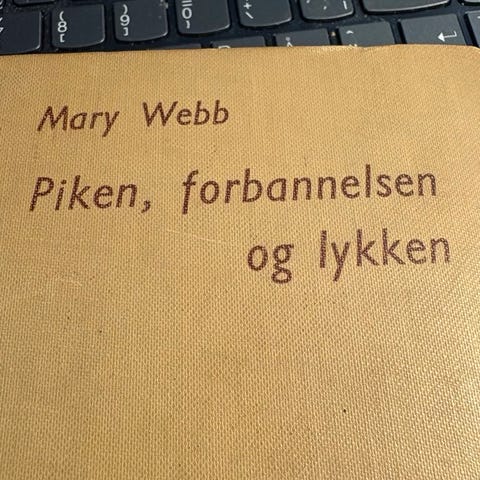 Mary Webb
Piken, forbannelsen
og lykken